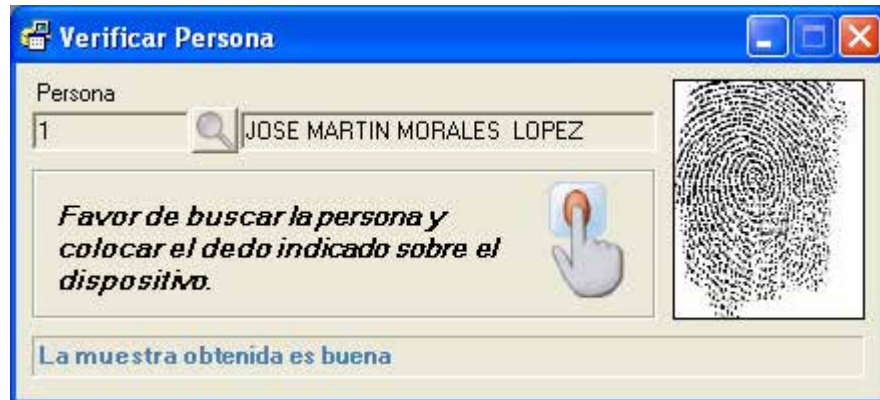 Verificar Persona
Persona
1 JOSE MARTIN MORALES LOPEZ
Favor de buscar la persona y
colocar el dedo indicado sobre el
dispositivo.
La muestra obtenida es buena